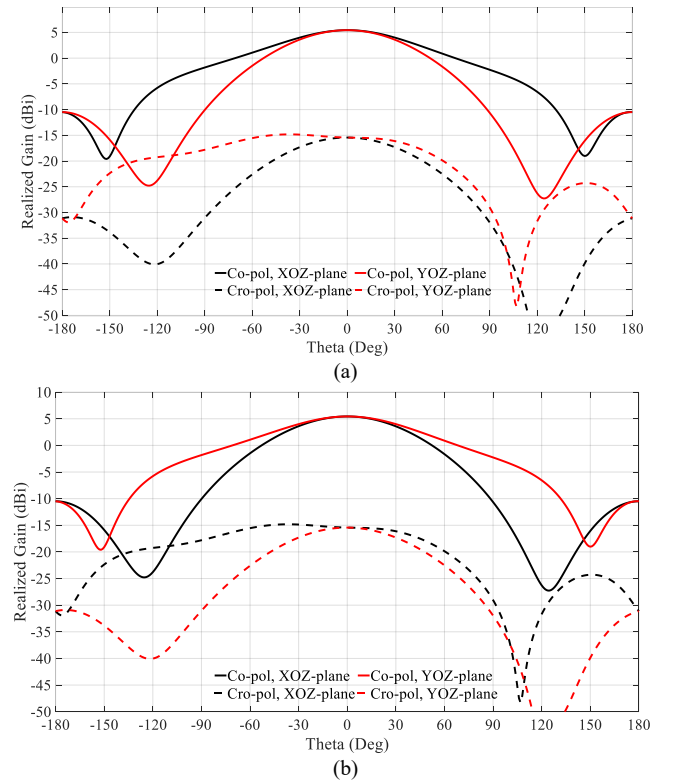 5
0
-5
-10
-15
-20
-25
-30
-35
-40
-45
-50
Realized Gain (dBi)
Co-pol, XOZ-plane Co-pol, YOZ-plane
Cro-pol, XOZ-plane Cro-pol, YOZ-plane
-180 -150 -120 -90 -60 -30 0 30 60 90 120 150 180
Theta (Deg)
(a)
10
5
0
-5
-10
-15
-20
-25
-30
-35
-40
-45
-50
Realized Gain (dBi)
Co-pol, XOZ-plane Co-pol, YOZ-plane
Cro-pol, XOZ-plane Cro-pol, YOZ-plane
-180 -150 -120 -90 -60 -30 0 30 60 90 120 150 180
Theta (Deg)
(b)